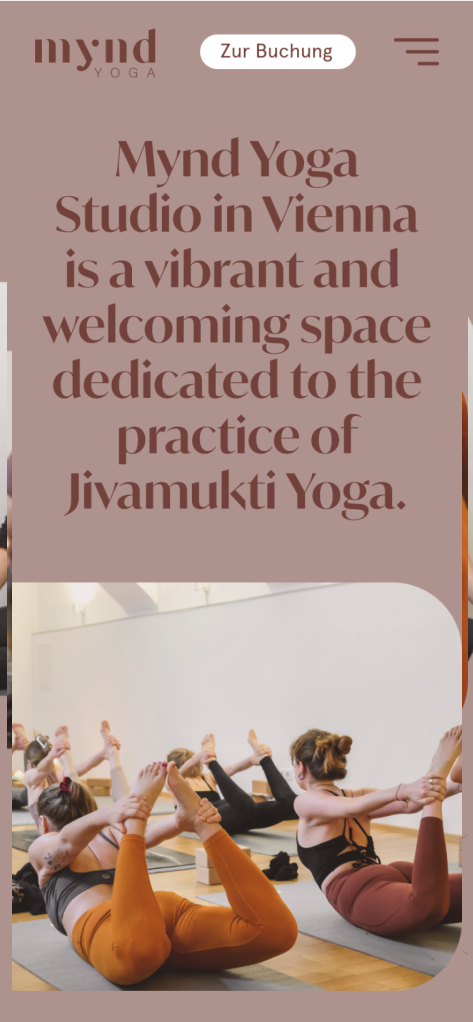 mynd
YOGA
Zur Buchung
Mynd Yoga
Studio in Vienna
is a vibrant and
welcoming space
dedicated to the
practice of
Jivamukti Yoga.